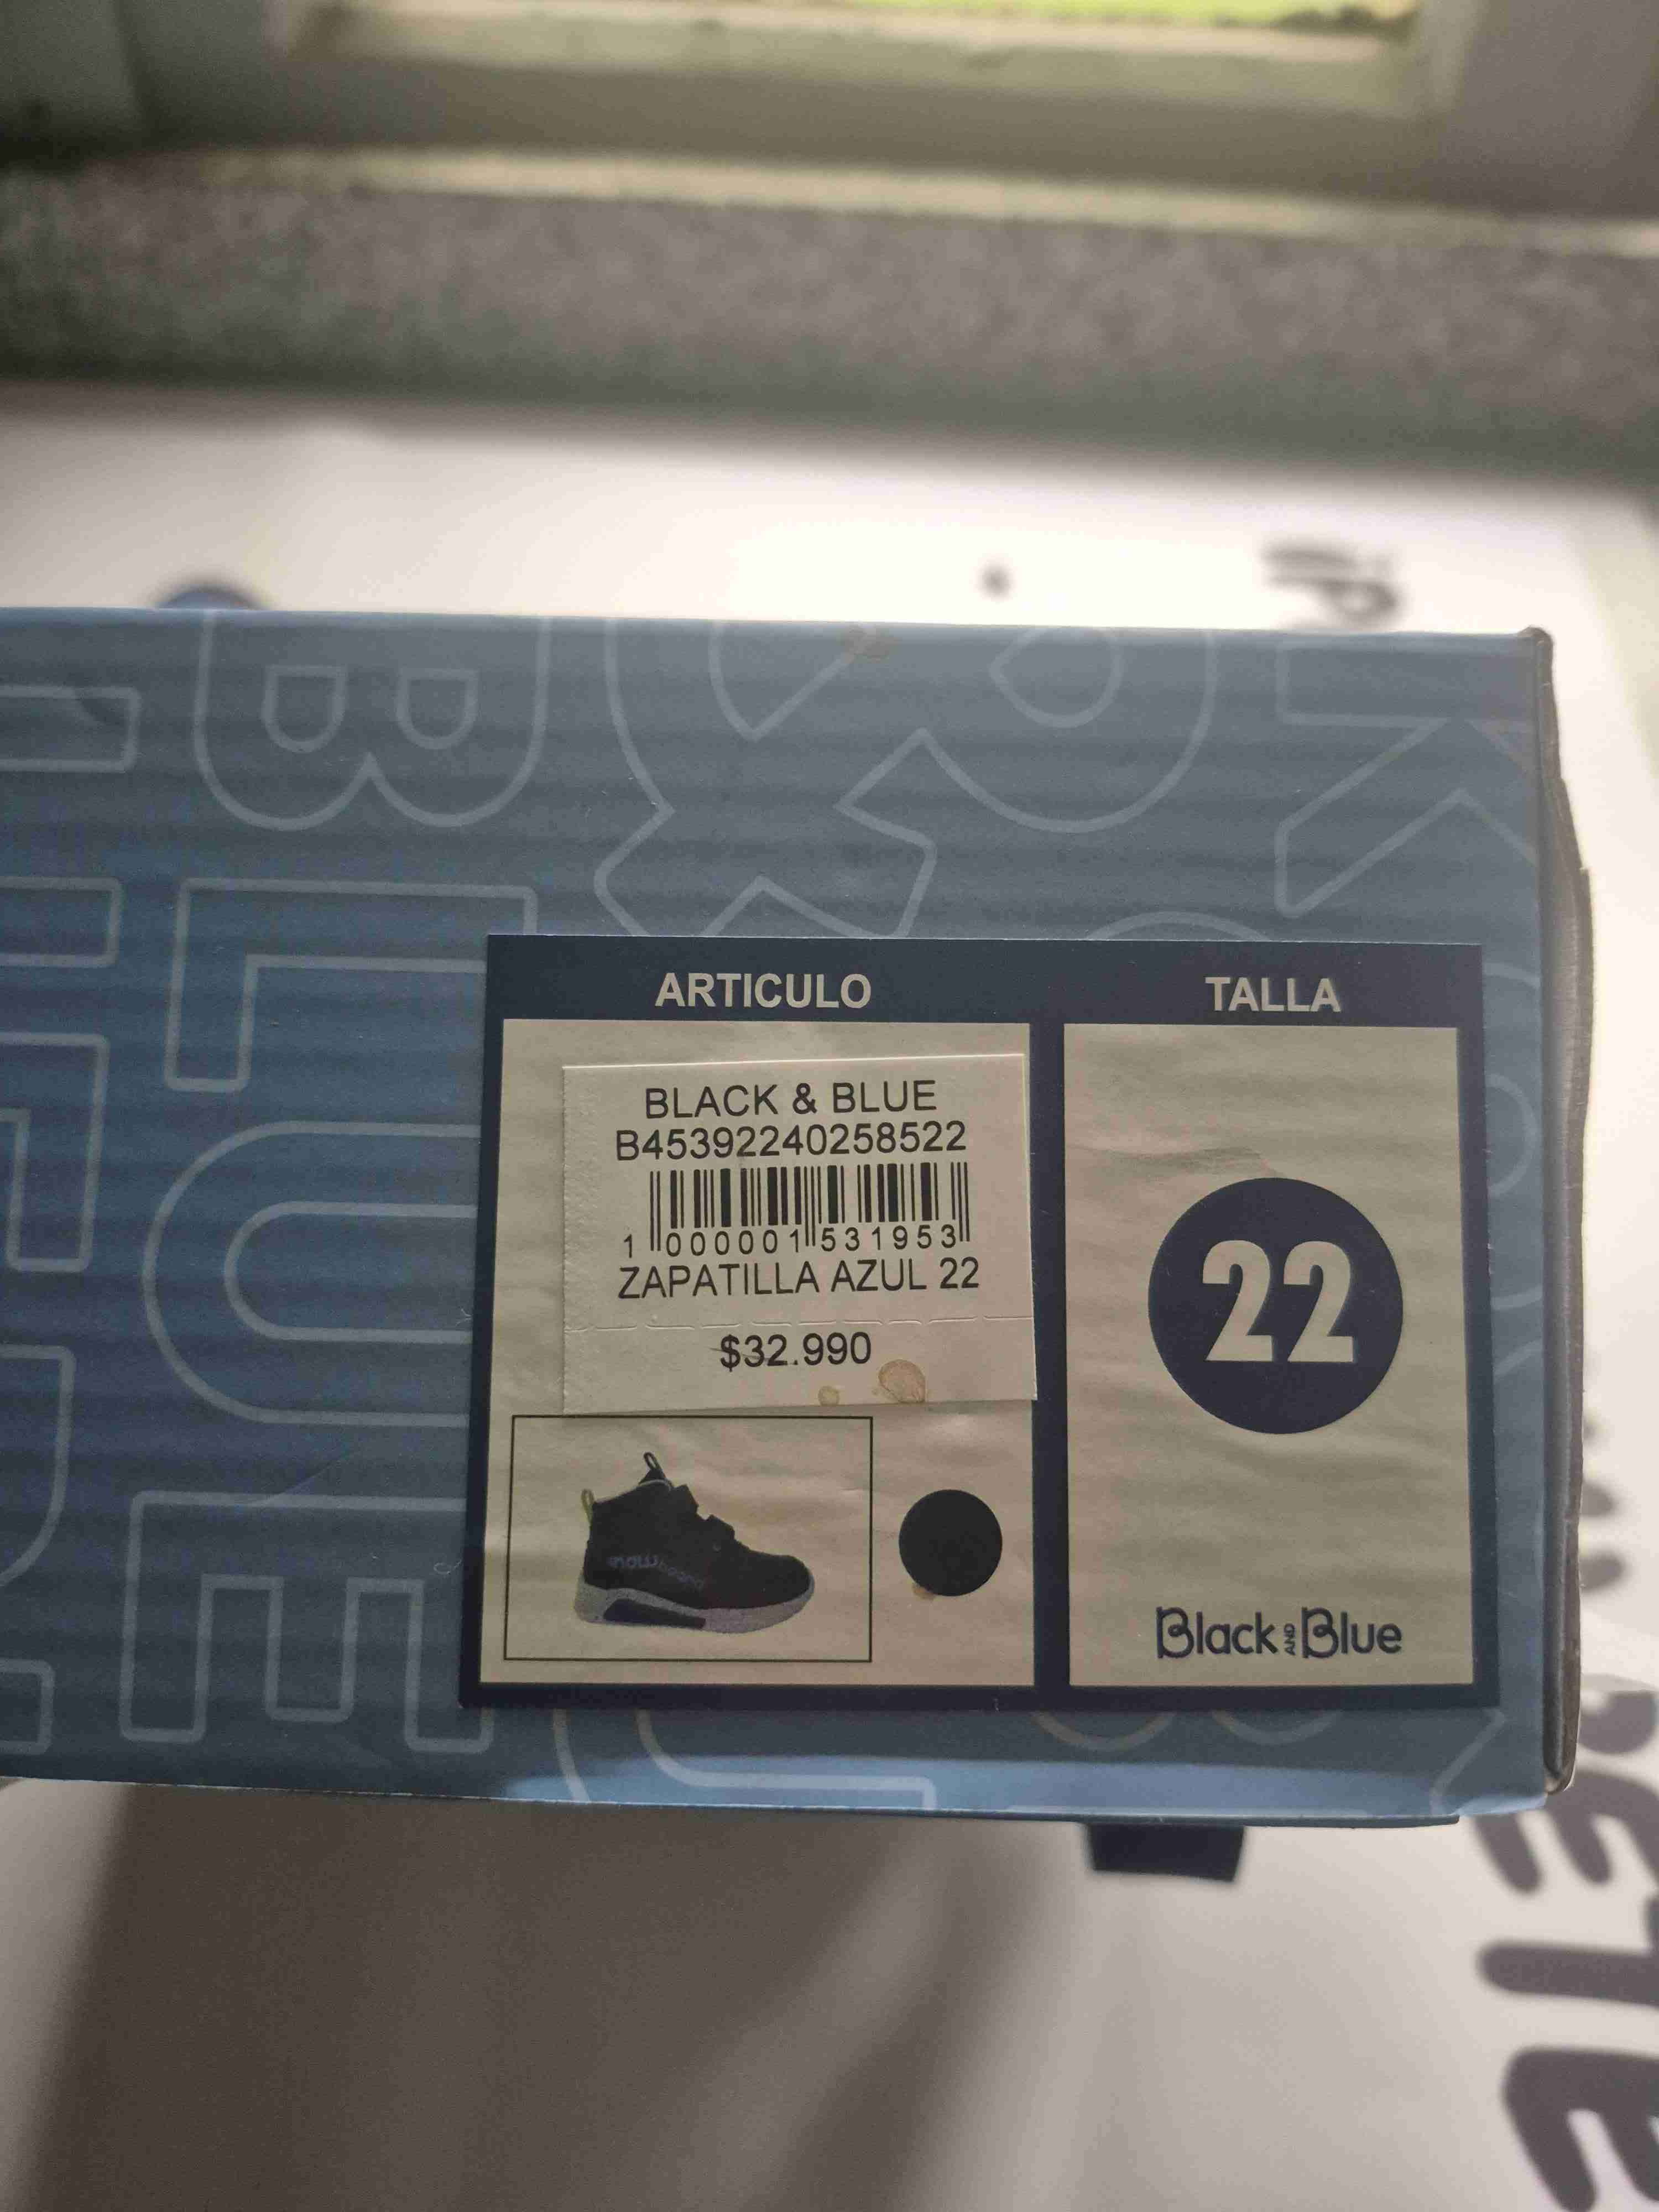 ARTICULO
TALLA
BLACK & BLUE
B45392240258522
1 000001 531953
ZAPATILLA AZUL 22
$32.990
22
Black AND Blue